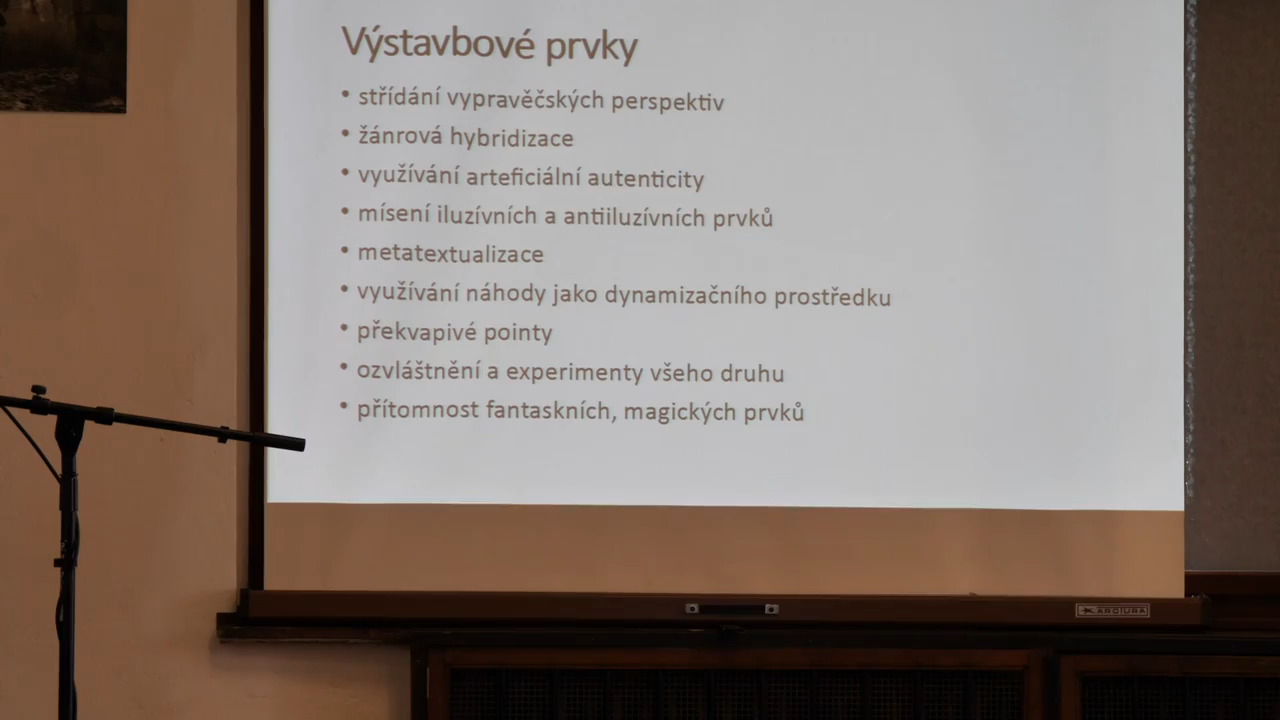 Výstavbové prvky
• střídání vypravěčských perspektiv
• žánrová hybridizace
• využívání arteficiální autenticity
• mísení iluzívních a antiiluzívních prvků
• metatextualizace
• využívání náhody jako dynamizačního prostředku
• překvapivé pointy
• ozvláštnění a experimenty všeho druhu
• přítomnost fantaskních, magických prvků